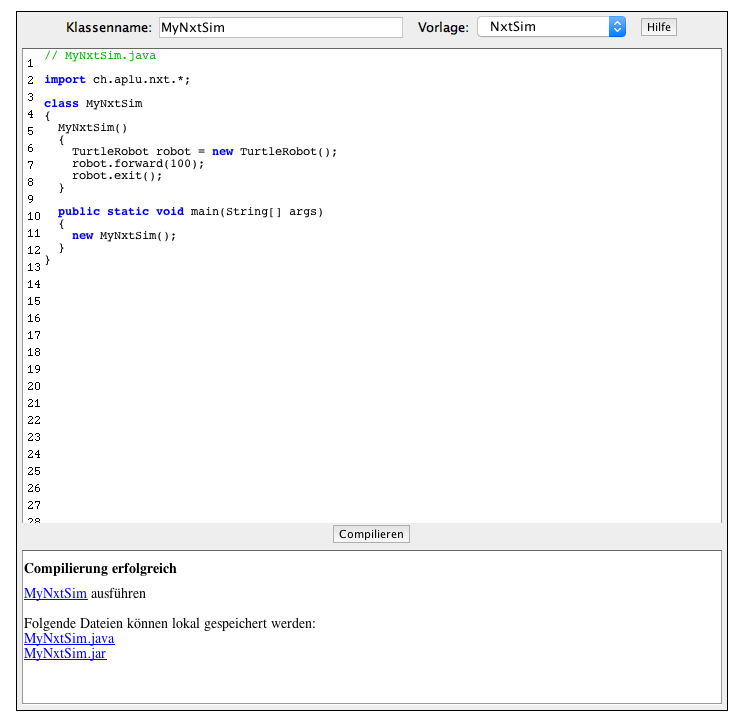 Klassenname: MyNxtSim Vorlage: NxtSim Hilfe
1 // MyNxtSim.java
2
3 import ch.aplu.nxt.*;
4
5 class MyNxtSim
6 {
7 MyNxtSim()
8 {
9 TurtleRobot robot = new TurtleRobot();
10 robot.forward(100);
11 robot.exit();
12 }
13
14 public static void main(String[] args)
15 {
16 new MyNxtSim();
17 }
18 }
19
20
21
22
23
24
25
26
27
28
Compilieren
Compilierung erfolgreich
MyNxtSim ausführen
Folgende Dateien können lokal gespeichert werden:
MyNxtSim.java
MyNxtSim.jar